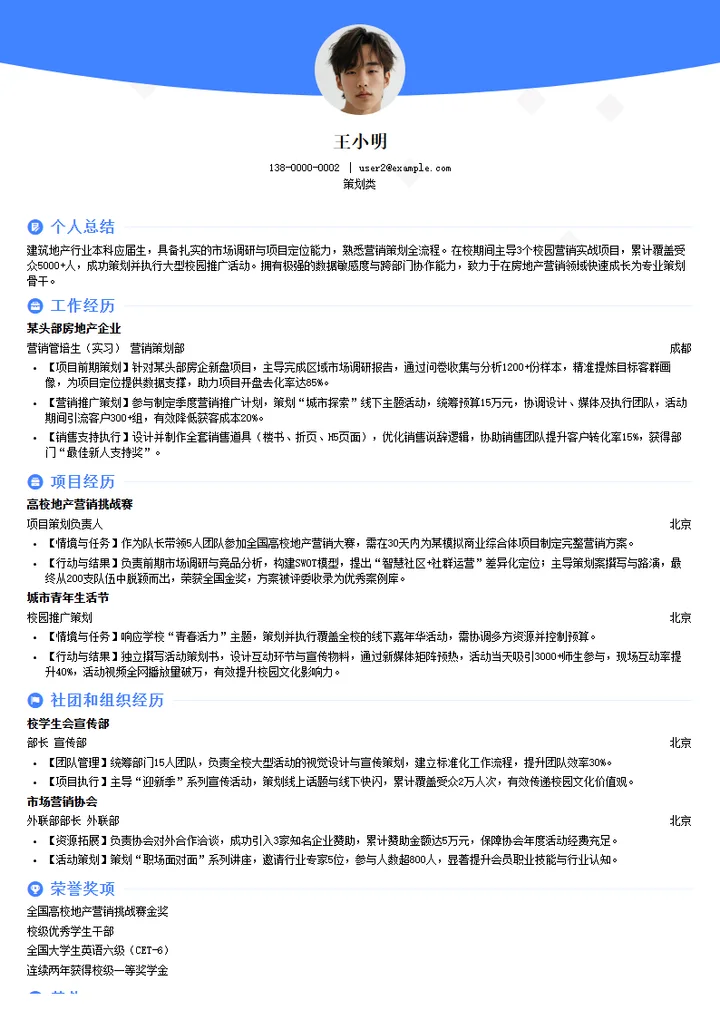 王小明
138-0000-0002 | user2@example.com
策划类
个人总结
建筑地产行业本科应届生，具备扎实的市场调研与项目定位能力，熟悉营销策划全流程。在校期间主导3个校园营销实战项目，累计覆盖受
众5000+人，成功策划并执行大型校园推广活动。拥有极强的数据敏感度与跨部门协作能力，致力于在房地产营销领域快速成长为专业策划
骨干。
工作经历
某头部房地产企业
营销管培生（实习） 营销策划部 成都
• 【项目前期策划】针对某头部房企新盘项目，主导完成区域市场调研报告，通过问卷收集与分析1200+份样本，精准提炼目标客群画
像，为项目定位提供数据支撑，助力项目开盘去化率达85%。
• 【营销推广策划】参与制定季度营销推广计划，策划“城市探索”线下主题活动，统筹预算15万元，协调设计、媒体及执行团队，活动
期间引流客户300+组，有效降低获客成本20%。
• 【销售支持执行】设计并制作全套销售道具（楼书、折页、H5页面），优化销售说辞逻辑，协助销售团队提升客户转化率15%，获得部
门“最佳新人支持奖”。
项目经历
高校地产营销挑战赛
项目策划负责人 北京
• 【情境与任务】作为队长带领5人团队参加全国高校地产营销大赛，需在30天内为某模拟商业综合体项目制定完整营销方案。
• 【行动与结果】负责前期市场调研与竞品分析，构建SWOT模型，提出“智慧社区+社群运营”差异化定位；主导策划案撰写与路演，最
终从200支队伍中脱颖而出，荣获全国金奖，方案被评委收录为优秀案例库。
城市青年生活节
校园推广策划 北京
• 【情境与任务】响应学校“青春活力”主题，策划并执行覆盖全校的线下嘉年华活动，需协调多方资源并控制预算。
• 【行动与结果】独立撰写活动策划书，设计互动环节与宣传物料，通过新媒体矩阵预热，活动当天吸引3000+师生参与，现场互动率提
升40%，活动视频全网播放量破万，有效提升校园文化影响力。
社团和组织经历
校学生会宣传部
部长 宣传部 北京
• 【团队管理】统筹部门15人团队，负责全校大型活动的视觉设计与宣传策划，建立标准化工作流程，提升团队效率30%。
• 【项目执行】主导“迎新季”系列宣传活动，策划线上话题与线下快闪，累计覆盖受众2万人次，有效传递校园文化价值观。
市场营销协会
外联部部长 外联部 北京
• 【资源拓展】负责协会对外合作洽谈，成功引入3家知名企业赞助，累计赞助金额达5万元，保障协会年度活动经费充足。
• 【活动策划】策划“职场面对面”系列讲座，邀请行业专家5位，参与人数超800人，显著提升会员职业技能与行业认知。
荣誉奖项
全国高校地产营销挑战赛金奖
校级优秀学生干部
全国大学生英语六级（CET-6）
连续两年获得校级一等奖学金